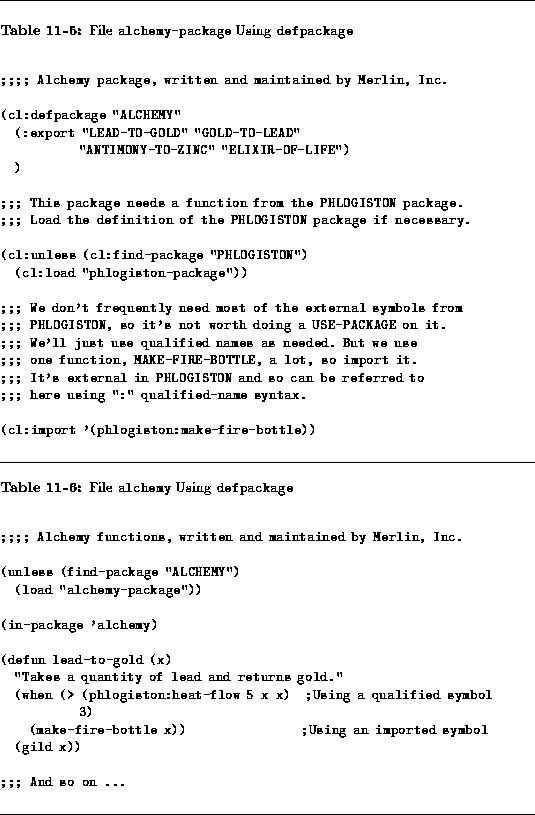 Table 11-5: File alchemy-package Using defpackage
;;;; Alchemy package, written and maintained by Merlin, Inc.
(cl:defpackage "ALCHEMY"
(:export "LEAD-TO-GOLD" "GOLD-TO-LEAD"
"ANTIMONY-TO-ZINC" "ELIXIR-OF-LIFE")
)
;;; This package needs a function from the PHLOGISTON package.
;;; Load the definition of the PHLOGISTON package if necessary.
(cl:unless (cl:find-package "PHLOGISTON")
(cl:load "phlogiston-package"))
;;; We don't frequently need most of the external symbols from
;;; PHLOGISTON, so it's not worth doing a USE-PACKAGE on it.
;;; We'll just use qualified names as needed. But we use
;;; one function, MAKE-FIRE-BOTTLE, a lot, so import it.
;;; It's external in PHLOGISTON and so can be referred to
;;; here using ":" qualified-name syntax.
(cl:import '(phlogiston:make-fire-bottle))
Table 11-6: File alchemy Using defpackage
;;;; Alchemy functions, written and maintained by Merlin, Inc.
(unless (find-package "ALCHEMY")
(load "alchemy-package"))
(in-package 'alchemy)
(defun lead-to-gold (x)
"Takes a quantity of lead and returns gold."
(when (> (phlogiston:heat-flow 5 x x) ;Using a qualified symbol
3)
(make-fire-bottle x)) ;Using an imported symbol
(gild x))
;;; And so on ...